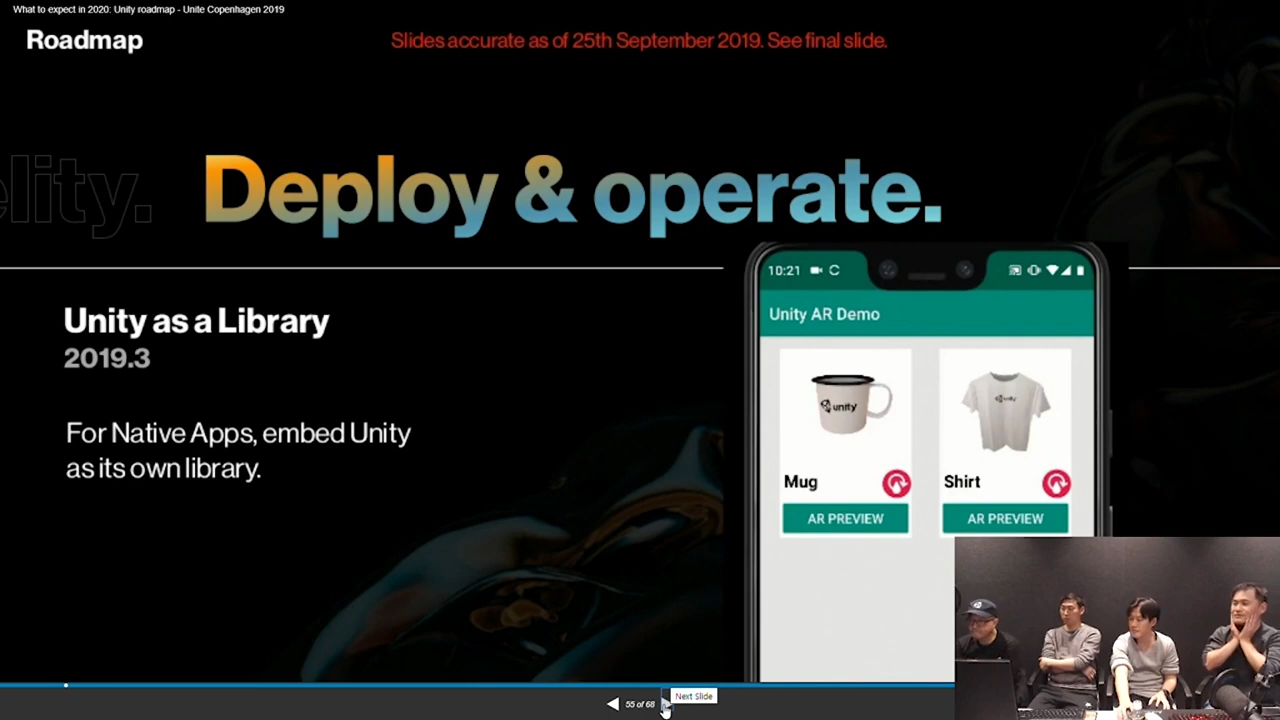 What to expect in 2020: Unity roadmap - Unite Copenhagen 2019
Roadmap
Slides accurate as of 25th September 2019. See final slide.
elity.
Deploy & operate.
Unity as a Library
2019.3
For Native Apps, embed Unity
as its own library.
10:21
Unity AR Demo
unity
unity
Mug
Shirt
AR PREVIEW
AR PREVIEW
55 of 68
Next Slide